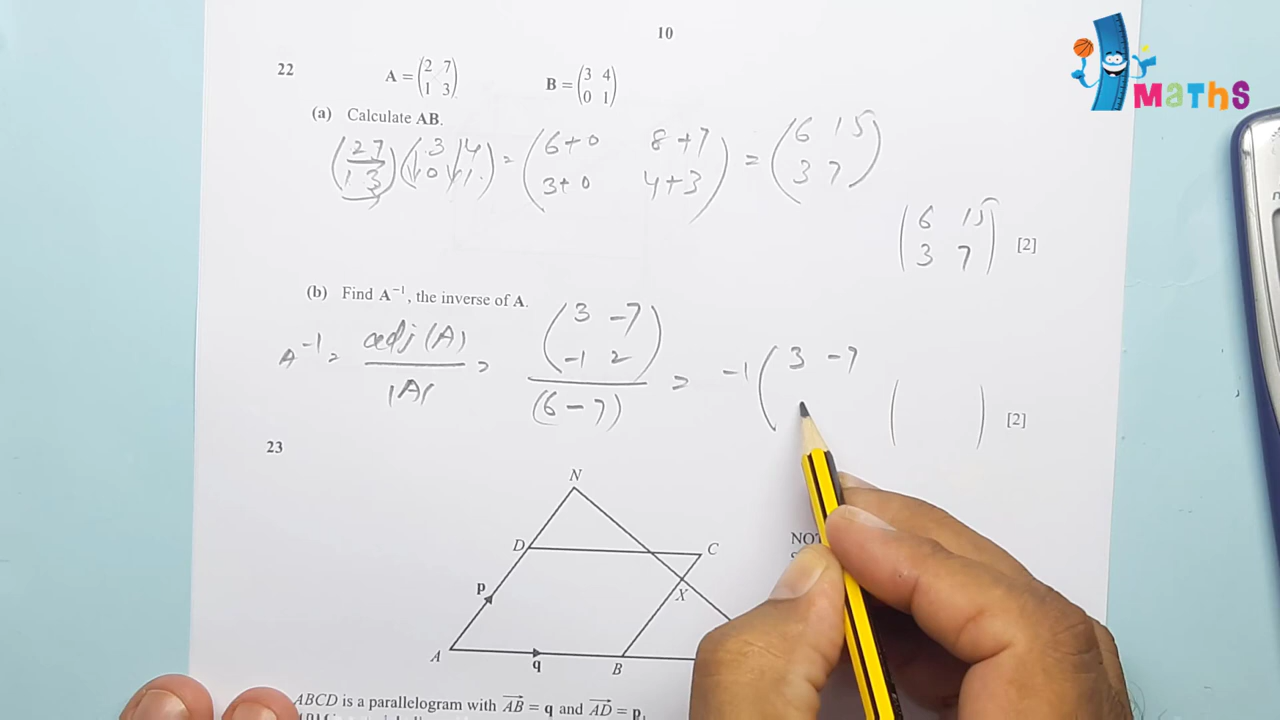 10
MaTHS
22 A = (2 7 1 3) B = (3 4 0 1)
(a) Calculate AB.
(2 7 1 3)(3 4 0 1) = (6+0 8+7 3+0 4+3) = (6 15 3 7)
(6 15 3 7) [2]
(b) Find A⁻¹, the inverse of A.
A⁻¹ = adj(A) / |A| = (3 -7 -1 2) / (6-7) = -1(3 -7
( ) [2]
23
N
D C
p X
A q B
ABCD is a parallelogram with AB = q and AD = p.